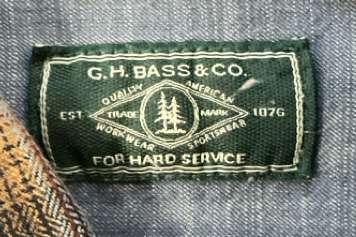 G.H. BASS & CO.
QUALITY AMERICAN
EST TRADE MARK 1876
WORKWEAR SPORTSWEAR
FOR HARD SERVICE